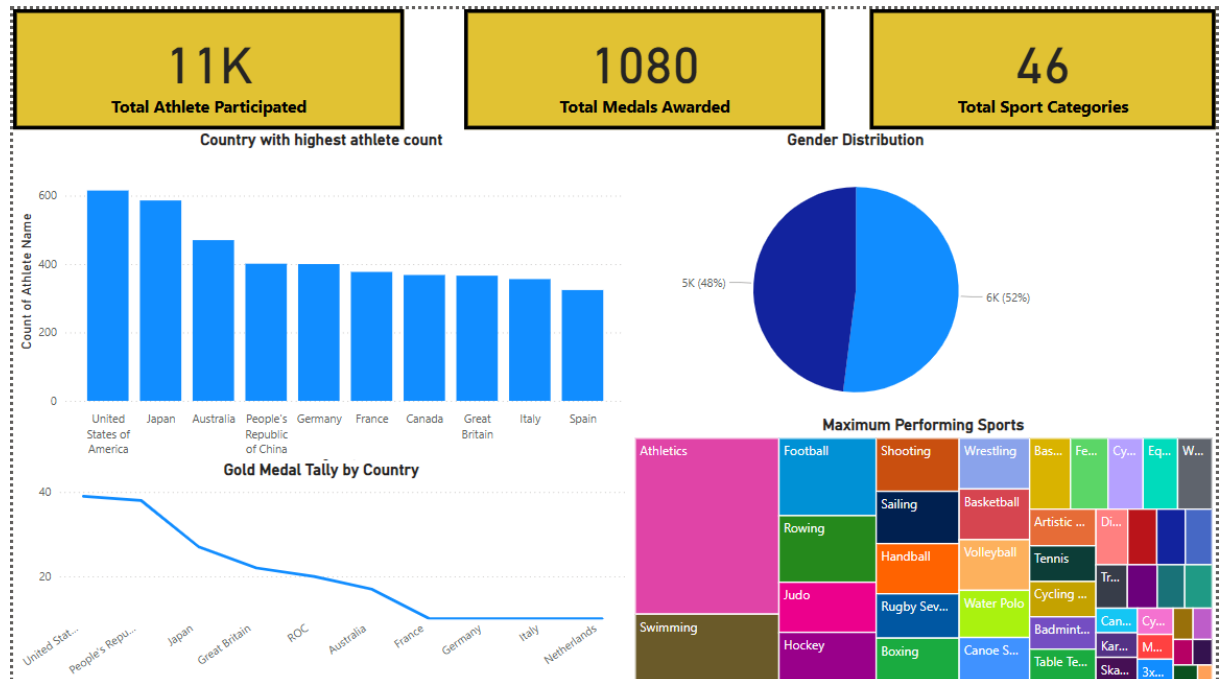 11K
Total Athlete Participated
1080
Total Medals Awarded
46
Total Sport Categories
Country with highest athlete count
Count of Athlete Name
600
400
200
0
United
States of
America
Japan
Australia
People's
Republic
of China
Germany
France
Canada
Great
Britain
Italy
Spain
Gender Distribution
5K (48%)
6K (52%)
Gold Medal Tally by Country
40
20
United Stat...
People's Repu...
Japan
Great Britain
ROC
Australia
France
Germany
Italy
Netherlands
Maximum Performing Sports
Athletics
Swimming
Football
Rowing
Judo
Hockey
Shooting
Sailing
Handball
Rugby Sev...
Boxing
Wrestling
Basketball
Volleyball
Water Polo
Canoe S...
Bas...
Fe...
Cy...
Eq...
W...
Artistic ...
Tennis
Cycling ...
Badmint...
Table Te...
Di...
Tr...
Can...
Kar...
Ska...
Cy...
M...
3x...